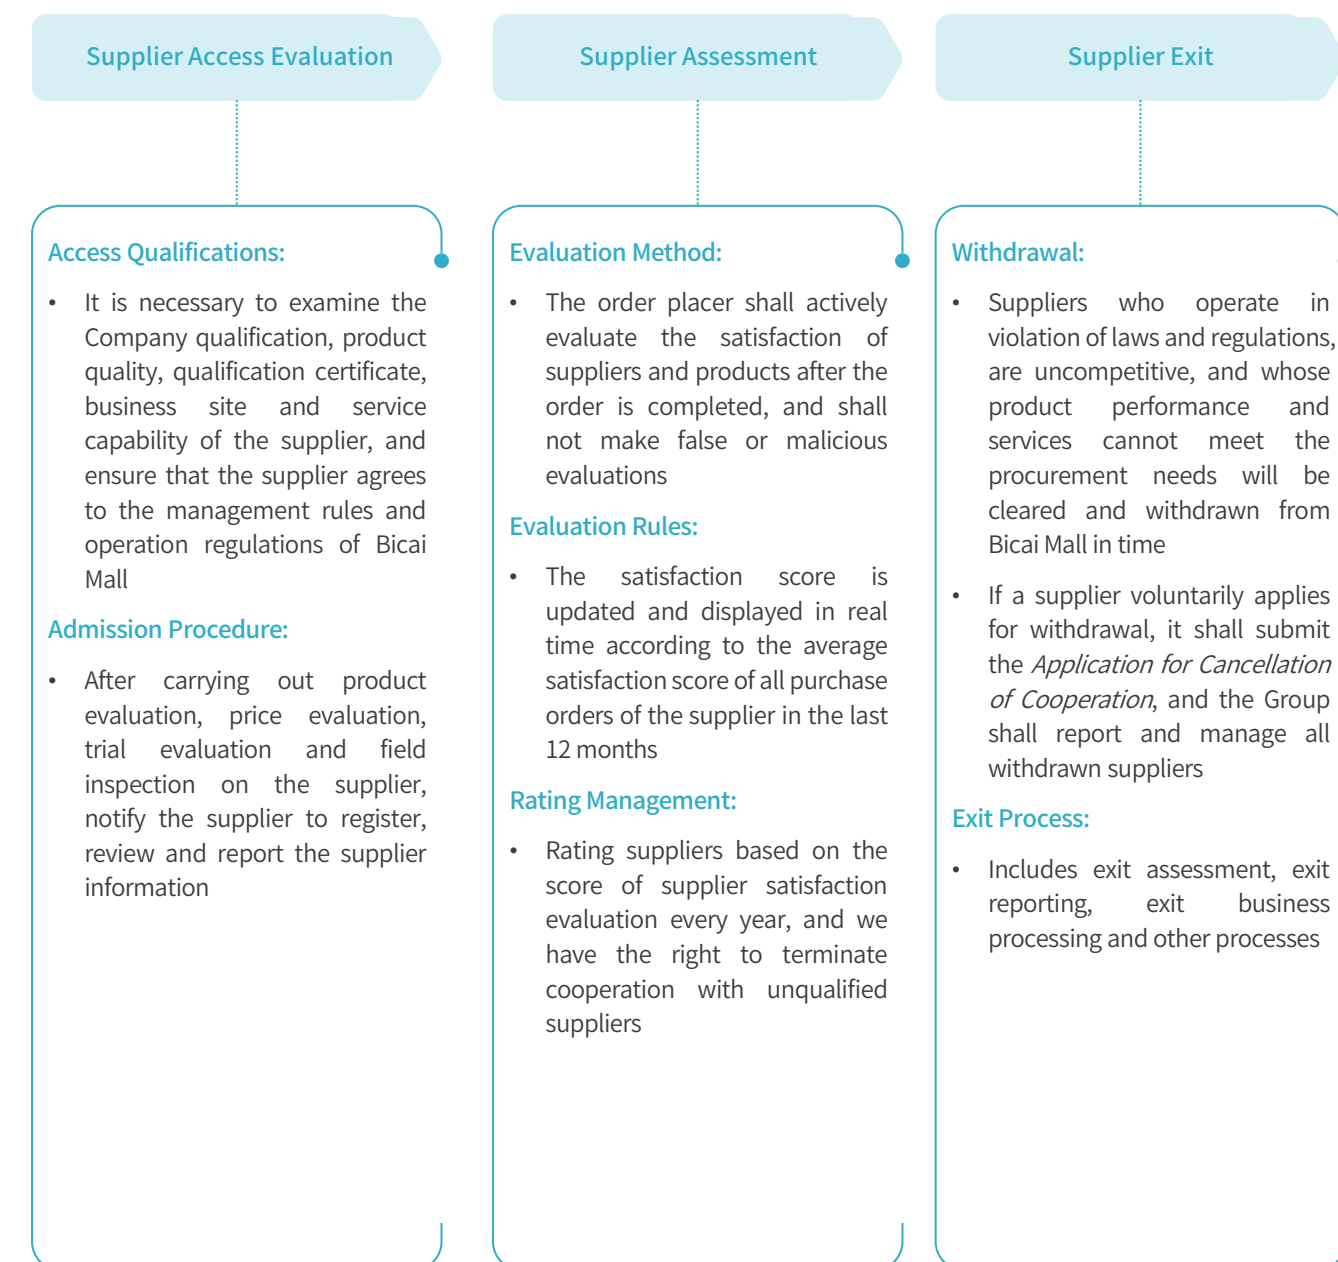 Supplier Access Evaluation
Access Qualifications:
• It is necessary to examine the
Company qualification, product
quality, qualification certificate,
business site and service
capability of the supplier, and
ensure that the supplier agrees
to the management rules and
operation regulations of Bicai
Mall
Admission Procedure:
• After carrying out product
evaluation, price evaluation,
trial evaluation and field
inspection on the supplier,
notify the supplier to register,
review and report the supplier
information
Supplier Assessment
Evaluation Method:
• The order placer shall actively
evaluate the satisfaction of
suppliers and products after the
order is completed, and shall
not make false or malicious
evaluations
Evaluation Rules:
• The satisfaction score is
updated and displayed in real
time according to the average
satisfaction score of all purchase
orders of the supplier in the last
12 months
Rating Management:
• Rating suppliers based on the
score of supplier satisfaction
evaluation every year, and we
have the right to terminate
cooperation with unqualified
suppliers
Supplier Exit
Withdrawal:
• Suppliers who operate in
violation of laws and regulations,
are uncompetitive, and whose
product performance and
services cannot meet the
procurement needs will be
cleared and withdrawn from
Bicai Mall in time
• If a supplier voluntarily applies
for withdrawal, it shall submit
the Application for Cancellation
of Cooperation, and the Group
shall report and manage all
withdrawn suppliers
Exit Process:
• Includes exit assessment, exit
reporting, exit business
processing and other processes